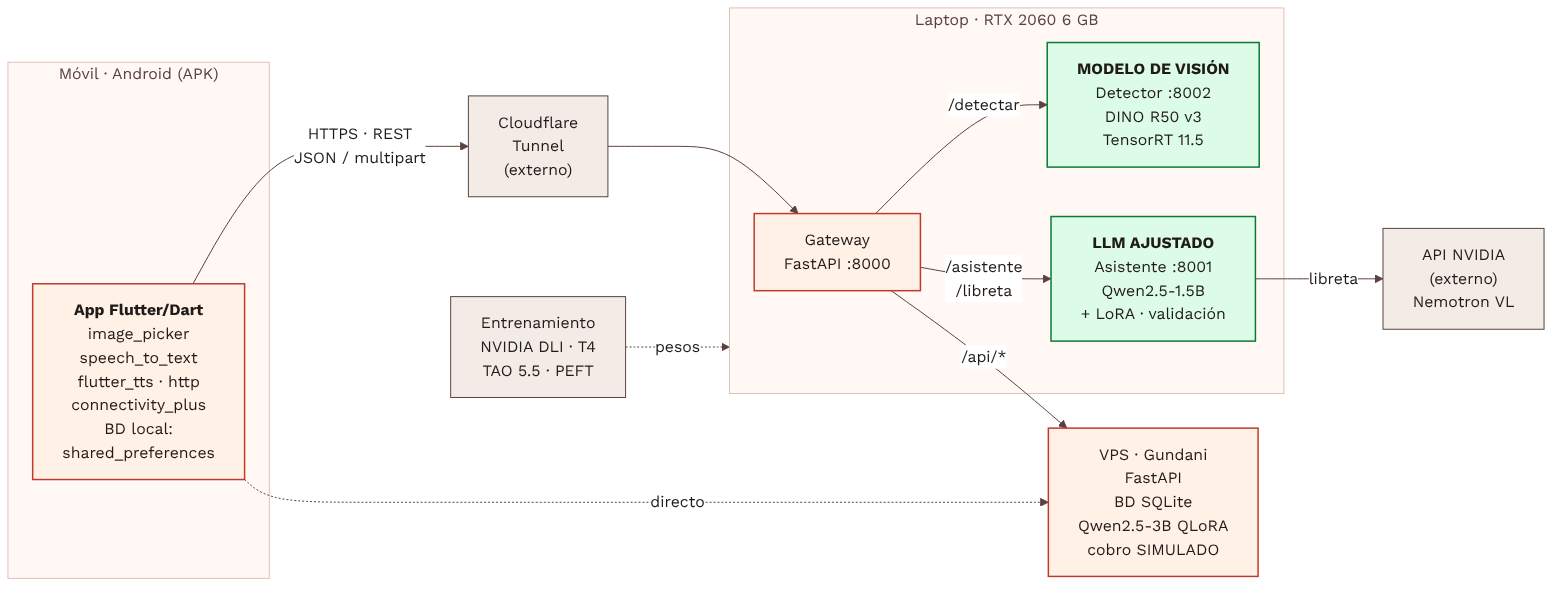 Móvil · Android (APK)
App Flutter/Dart
image_picker
speech_to_text
flutter_tts · http
connectivity_plus
BD local:
shared_preferences
HTTPS · REST
JSON / multipart
Cloudflare
Tunnel
(externo)
Entrenamiento
NVIDIA DLI · T4
TAO 5.5 · PEFT
pesos
directo
Laptop · RTX 2060 6 GB
Gateway
FastAPI :8000
/detectar
MODELO DE VISIÓN
Detector :8002
DINO R50 v3
TensorRT 11.5
/asistente
/libreta
LLM AJUSTADO
Asistente :8001
Qwen2.5-1.5B
+ LoRA · validación
/api/*
VPS · Gundani
FastAPI
BD SQLite
Qwen2.5-3B QLoRA
cobro SIMULADO
libreta
API NVIDIA
(externo)
Nemotron VL